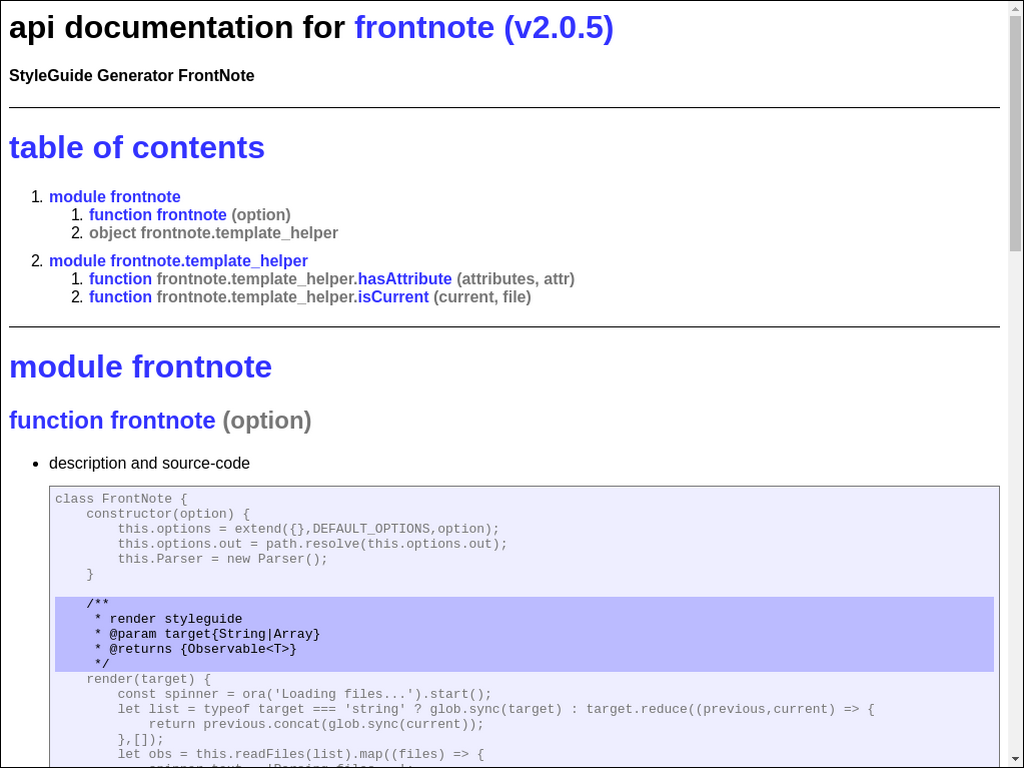 api documentation for frontnote (v2.0.5)
StyleGuide Generator FrontNote
table of contents
1. module frontnote
1. function frontnote (option)
2. object frontnote.template_helper
2. module frontnote.template_helper
1. function frontnote.template_helper.hasAttribute (attributes, attr)
2. function frontnote.template_helper.isCurrent (current, file)
module frontnote
function frontnote (option)
• description and source-code
class FrontNote {
    constructor(option) {
        this.options = extend({},DEFAULT_OPTIONS,option);
        this.options.out = path.resolve(this.options.out);
        this.Parser = new Parser();
    }
    /**
     * render styleguide
     * @param target{String|Array}
     * @returns {Observable<T>}
     */
    render(target) {
        const spinner = ora('Loading files...').start();
        let list = typeof target === 'string' ? glob.sync(target) : target.reduce((previous,current) => {
            return previous.concat(glob.sync(current));
        },[]);
        let obs = this.readFiles(list).map((files) => {